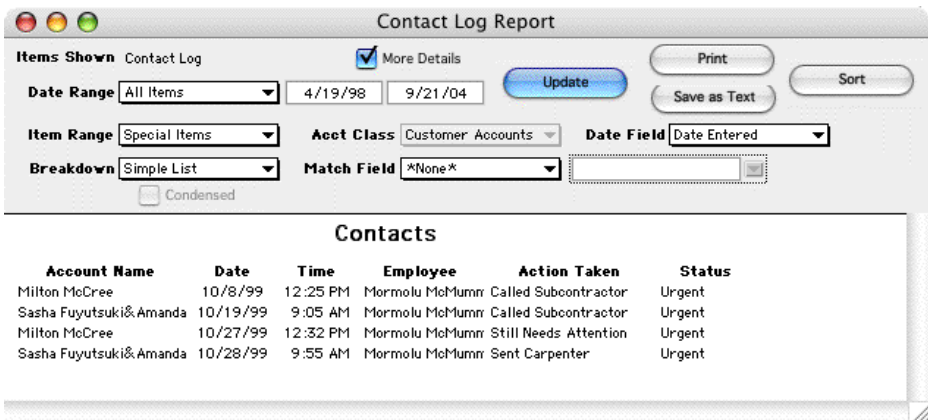 Contact Log Report
Items Shown Contact Log More Details Print
Date Range All Items 4/19/98 9/21/04 Update Save as Text Sort
Item Range Special Items Acct Class Customer Accounts Date Field Date Entered
Breakdown Simple List Match Field *None*
Condensed
Contacts
Account Name Date Time Employee Action Taken Status
Milton McCree 10/8/99 12:25 PM Mormolu McMumm Called Subcontractor Urgent
Sasha Fuyutsuki&Amanda 10/19/99 9:05 AM Mormolu McMumm Called Subcontractor Urgent
Milton McCree 10/27/99 12:32 PM Mormolu McMumm Still Needs Attention Urgent
Sasha Fuyutsuki&Amanda 10/28/99 9:55 AM Mormolu McMumm Sent Carpenter Urgent